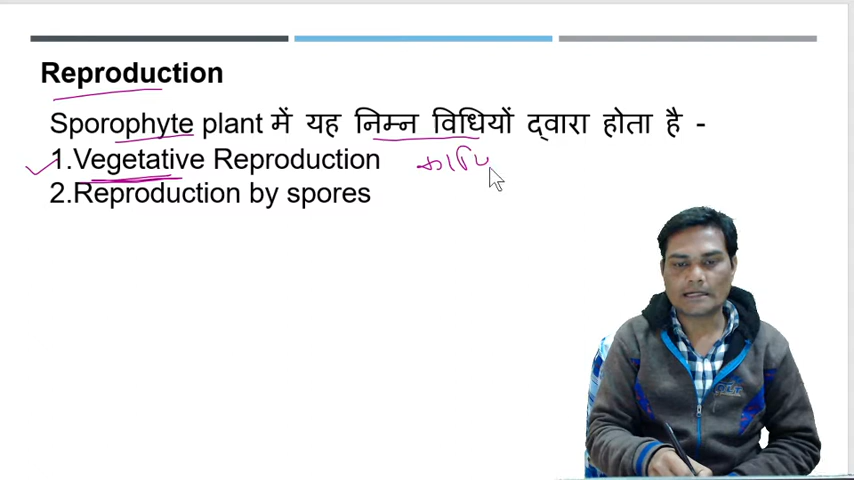 Reproduction
Sporophyte plant में यह निम्न विधियों द्वारा होता है -
1.Vegetative Reproduction
2.Reproduction by spores